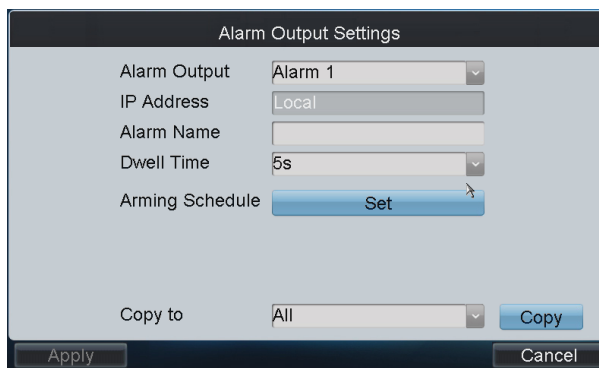 Alarm Output Settings
Alarm Output Alarm 1
IP Address Local
Alarm Name
Dwell Time 5s
Arming Schedule Set
Copy to All Copy
Apply Cancel